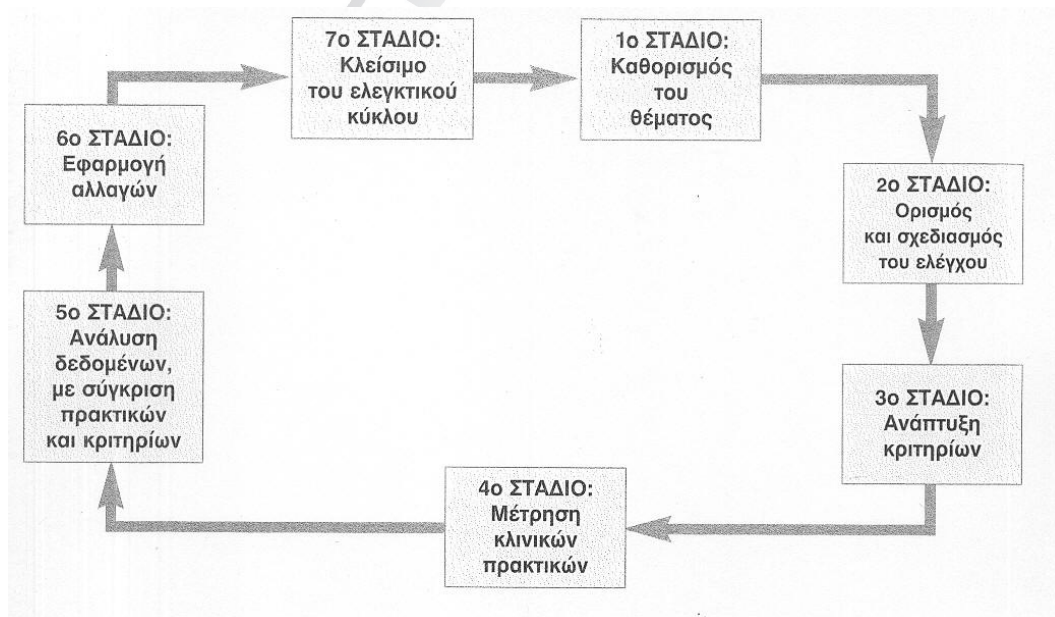 7ο ΣΤΑΔΙΟ:
Κλείσιμο
του ελεγκτικού
κύκλου
1ο ΣΤΑΔΙΟ:
Καθορισμός
του
θέματος
2ο ΣΤΑΔΙΟ:
Ορισμός
και σχεδιασμός
του ελέγχου
3ο ΣΤΑΔΙΟ:
Ανάπτυξη
κριτηρίων
4ο ΣΤΑΔΙΟ:
Μέτρηση
κλινικών
πρακτικών
5ο ΣΤΑΔΙΟ:
Ανάλυση
δεδομένων,
με σύγκριση
πρακτικών
και κριτηρίων
6ο ΣΤΑΔΙΟ:
Εφαρμογή
αλλαγών